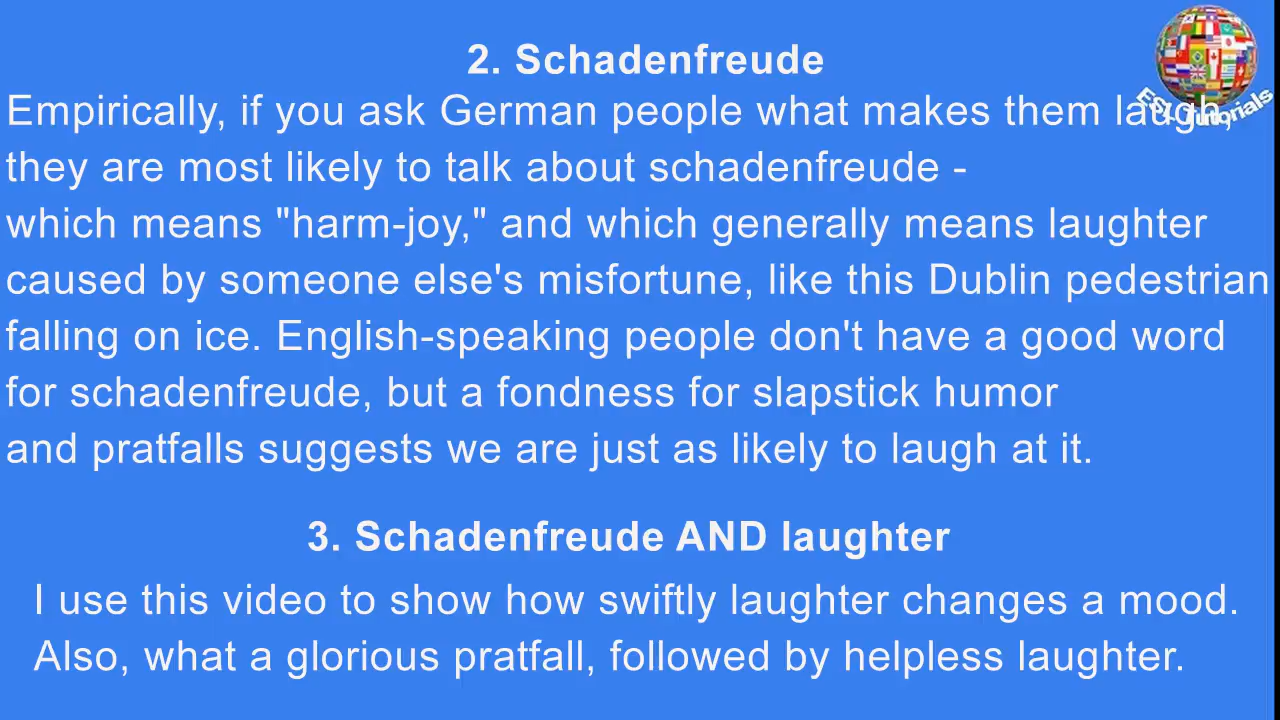 2. Schadenfreude
Empirically, if you ask German people what makes them laugh,
they are most likely to talk about schadenfreude -
which means "harm-joy," and which generally means laughter
caused by someone else's misfortune, like this Dublin pedestrian
falling on ice. English-speaking people don't have a good word
for schadenfreude, but a fondness for slapstick humor
and pratfalls suggests we are just as likely to laugh at it.
3. Schadenfreude AND laughter
I use this video to show how swiftly laughter changes a mood.
Also, what a glorious pratfall, followed by helpless laughter.
ESL Tutorials